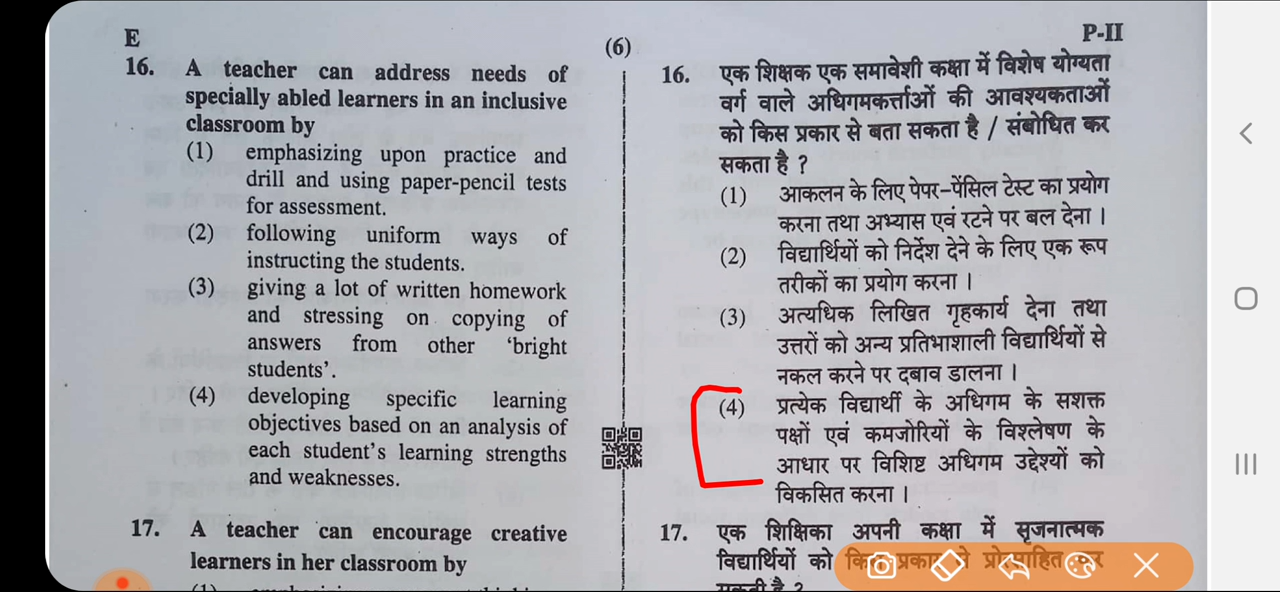 E
(6)
P-II
16. A teacher can address needs of
specially abled learners in an inclusive
classroom by
(1) emphasizing upon practice and
drill and using paper-pencil tests
for assessment.
(2) following uniform ways of
instructing the students.
(3) giving a lot of written homework
and stressing on copying of
answers from other ‘bright
students’.
(4) developing specific learning
objectives based on an analysis of
each student’s learning strengths
and weaknesses.
17. A teacher can encourage creative
learners in her classroom by
16. एक शिक्षक एक समावेशी कक्षा में विशेष योग्यता
वर्ग वाले अधिगमकर्त्ताओं की आवश्यकताओं
को किस प्रकार से बता सकता है / संबोधित कर
सकता है ?
(1) आकलन के लिए पेपर-पेंसिल टेस्ट का प्रयोग
करना तथा अभ्यास एवं रटने पर बल देना ।
(2) विद्यार्थियों को निर्देश देने के लिए एक रूप
तरीकों का प्रयोग करना ।
(3) अत्यधिक लिखित गृहकार्य देना तथा
उत्तरों को अन्य प्रतिभाशाली विद्यार्थियों से
नकल करने पर दबाव डालना ।
(4) प्रत्येक विद्यार्थी के अधिगम के सशक्त
पक्षों एवं कमजोरियों के विश्लेषण के
आधार पर विशिष्ट अधिगम उद्देश्यों को
विकसित करना ।
17. एक शिक्षिका अपनी कक्षा में सृजनात्मक
विद्यार्थियों को